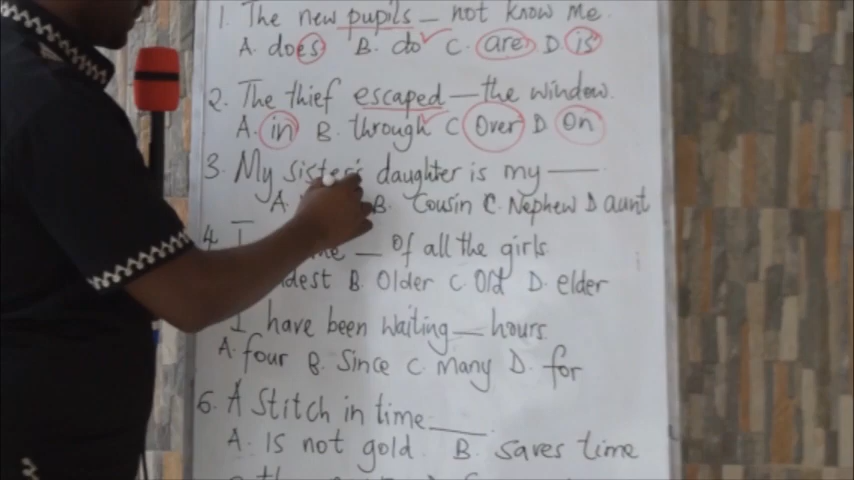 1. The new pupils _ not know me.
A. does B. do C. are D. is
2. The thief escaped — the window.
A. in B. through C Over D. On
3. My sister's daughter is my —
A. B. Cousin C. Nephew D aunt
4. I _ Of all the girls
B. Older C. Old D. elder
I have been waiting _ hours.
A. four B. Since C. Many D. for
6. A Stitch in time ____
A. Is not gold B. saves time